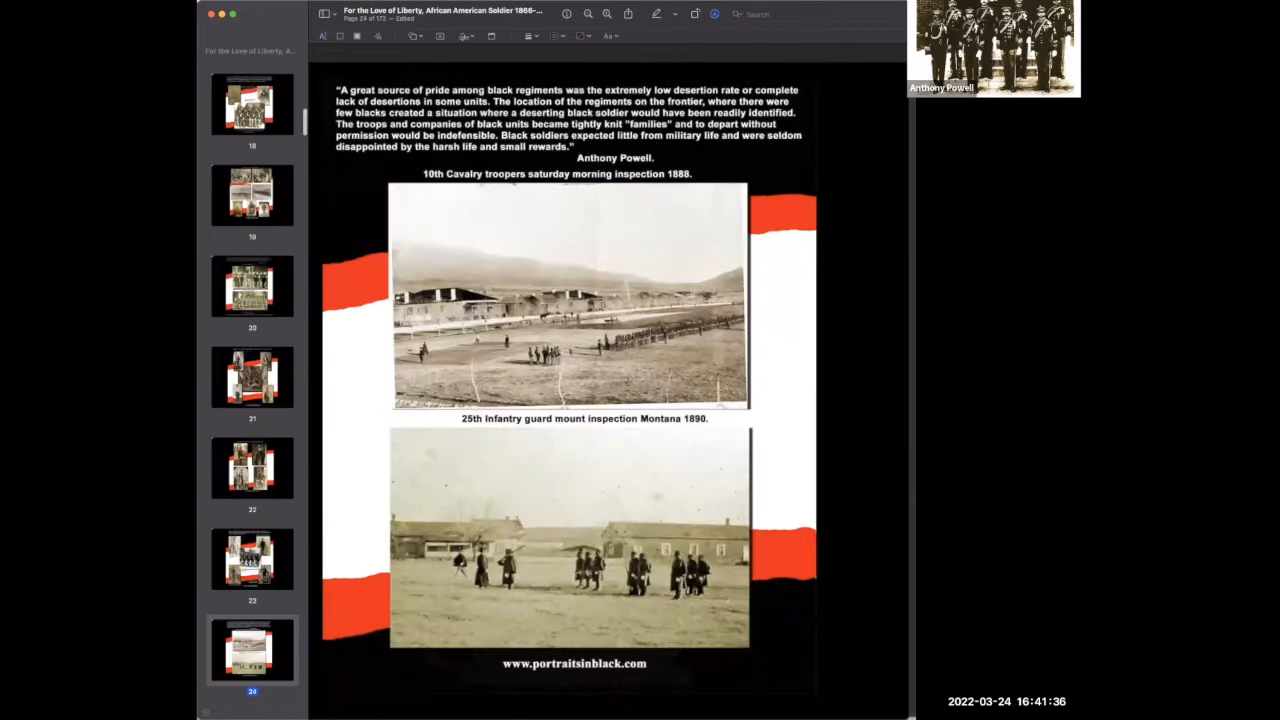 For the Love of Liberty, African American Soldier 1866-...
Page 24 of 173 — Edited
Search
For the Love of Liberty, A...
Aa
18
19
20
21
22
23
24
"A great source of pride among black regiments was the extremely low desertion rate or complete
lack of desertions in some units. The location of the regiments on the frontier, where there were
few blacks created a situation where a deserting black soldier would have been readily identified.
The troops and companies of black units became tightly knit "families" and to depart without
permission would be indefensible. Black soldiers expected little from military life and were seldom
disappointed by the harsh life and small rewards."
Anthony Powell.
10th Cavalry troopers saturday morning inspection 1888.
25th Infantry guard mount inspection Montana 1890.
www.portraitsinblack.com
Anthony Powell
2022-03-24 16:41:36